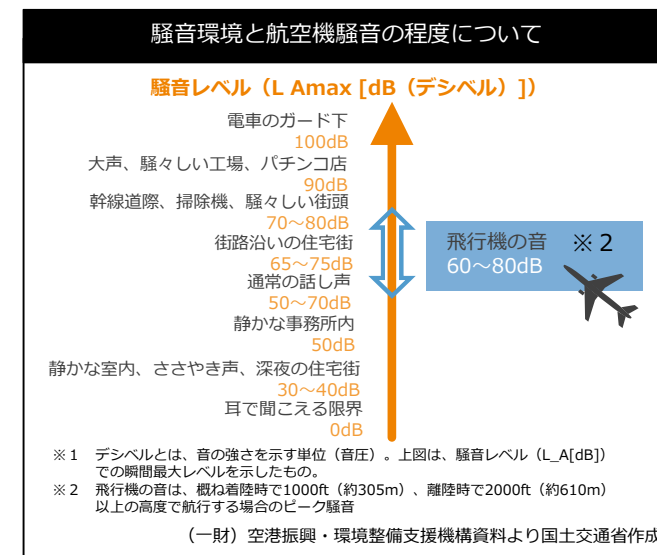 騒音環境と航空機騒音の程度について
騒音レベル（L Amax [dB（デシベル）]）
電車のガード下
100dB
大声、騒々しい工場、パチンコ店
90dB
幹線道際、掃除機、騒々しい街頭
70～80dB
街路沿いの住宅街
65～75dB
通常の話し声
50～70dB
静かな事務所内
50dB
静かな室内、ささやき声、深夜の住宅街
30～40dB
耳で聞こえる限界
0dB
飛行機の音 ※２
60～80dB
※１ デシベルとは、音の強さを示す単位（音圧）。上図は、騒音レベル（L_A[dB]）
での瞬間最大レベルを示したもの。
※２ 飛行機の音は、概ね着陸時で1000ft（約305m）、離陸時で2000ft（約610m）
以上の高度で航行する場合のピーク騒音
（一財）空港振興・環境整備支援機構資料より国土交通省作成